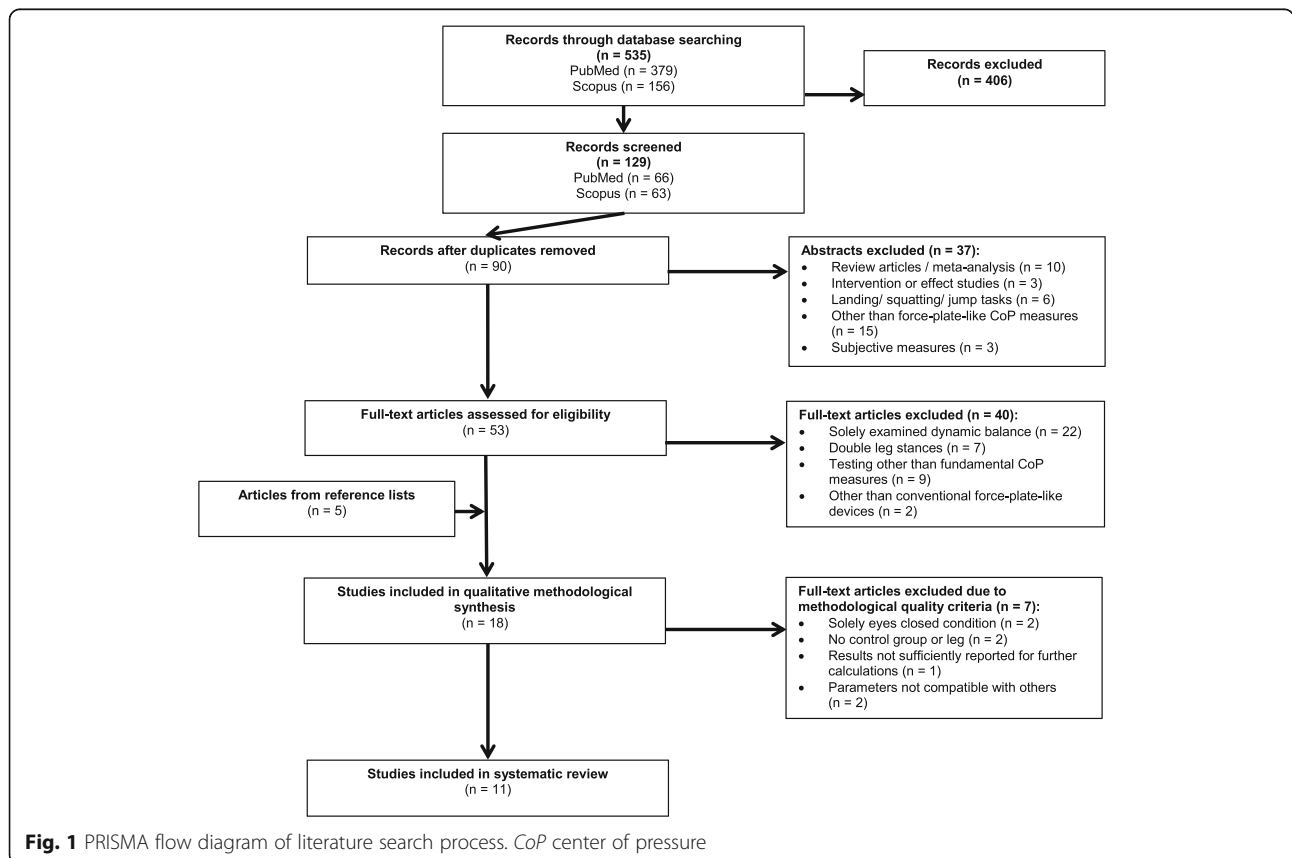 Records through database searching
(n = 535)
PubMed (n = 379)
Scopus (n = 156)
Records excluded
(n = 406)
Records screened
(n = 129)
PubMed (n = 66)
Scopus (n = 63)
Records after duplicates removed
(n = 90)
Abstracts excluded (n = 37):
• Review articles / meta-analysis (n = 10)
• Intervention or effect studies (n = 3)
• Landing/ squatting/ jump tasks (n = 6)
• Other than force-plate-like CoP measures
(n = 15)
• Subjective measures (n = 3)
Full-text articles assessed for eligibility
(n = 53)
Full-text articles excluded (n = 40):
• Solely examined dynamic balance (n = 22)
• Double leg stances (n = 7)
• Testing other than fundamental CoP
measures (n = 9)
• Other than conventional force-plate-like
devices (n = 2)
Articles from reference lists
(n = 5)
Studies included in qualitative methodological
synthesis
(n = 18)
Full-text articles excluded due to
methodological quality criteria (n = 7):
• Solely eyes closed condition (n = 2)
• No control group or leg (n = 2)
• Results not sufficiently reported for further
calculations (n = 1)
• Parameters not compatible with others
(n = 2)
Studies included in systematic review
(n = 11)
Fig. 1 PRISMA flow diagram of literature search process. CoP center of pressure